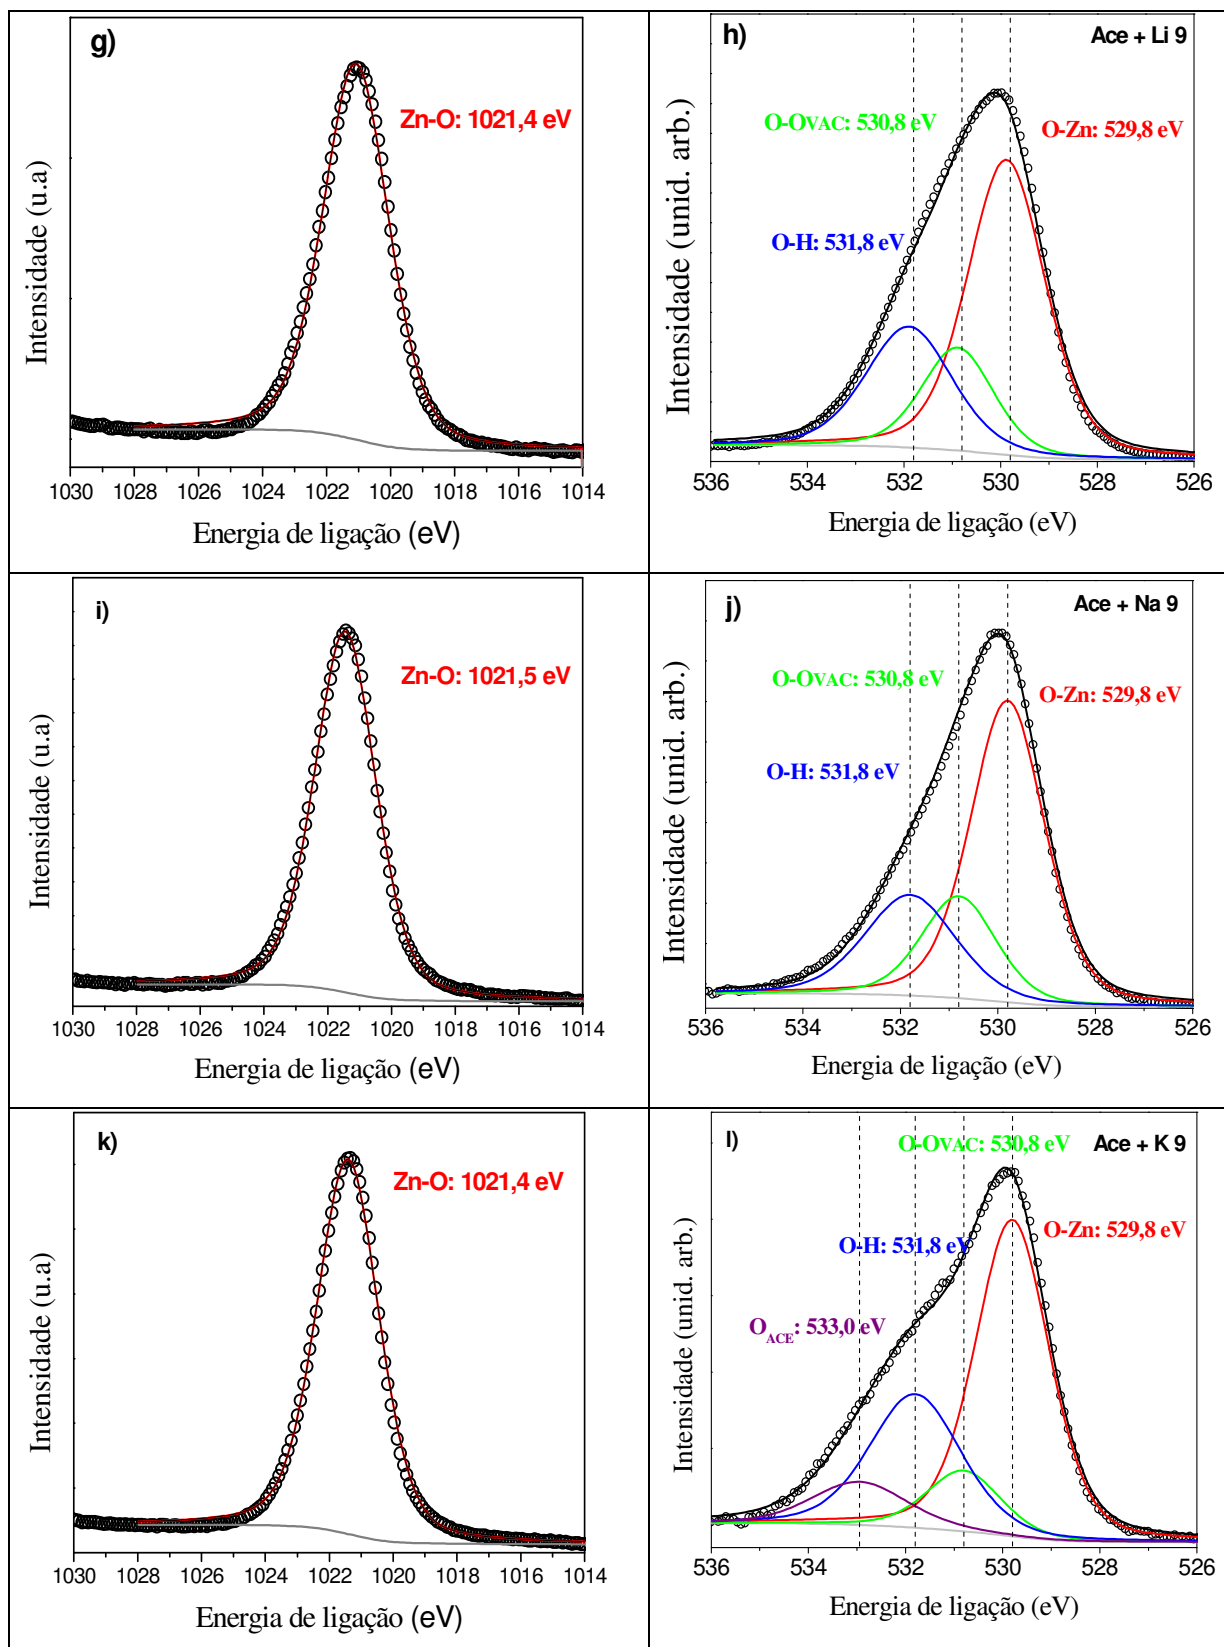 g)
Zn-O: 1021,4 eV
Intensidade (u.a)
1030 1028 1026 1024 1022 1020 1018 1016 1014
Energia de ligação (eV)
h)
Ace + Li 9
O-OVAC: 530,8 eV
O-Zn: 529,8 eV
O-H: 531,8 eV
Intensidade (unid. arb.)
536 534 532 530 528 526
Energia de ligação (eV)
i)
Zn-O: 1021,5 eV
Intensidade (u.a)
1030 1028 1026 1024 1022 1020 1018 1016 1014
Energia de ligação (eV)
j)
Ace + Na 9
O-OVAC: 530,8 eV
O-Zn: 529,8 eV
O-H: 531,8 eV
Intensidade (unid. arb.)
536 534 532 530 528 526
Energia de ligação (eV)
k)
Zn-O: 1021,4 eV
Intensidade (u.a)
1030 1028 1026 1024 1022 1020 1018 1016 1014
Energia de ligação (eV)
l)
O-OVAC: 530,8 eV
Ace + K 9
O-Zn: 529,8 eV
O-H: 531,8 eV
OACE: 533,0 eV
Intensidade (unid. arb.)
536 534 532 530 528 526
Energia de ligação (eV)